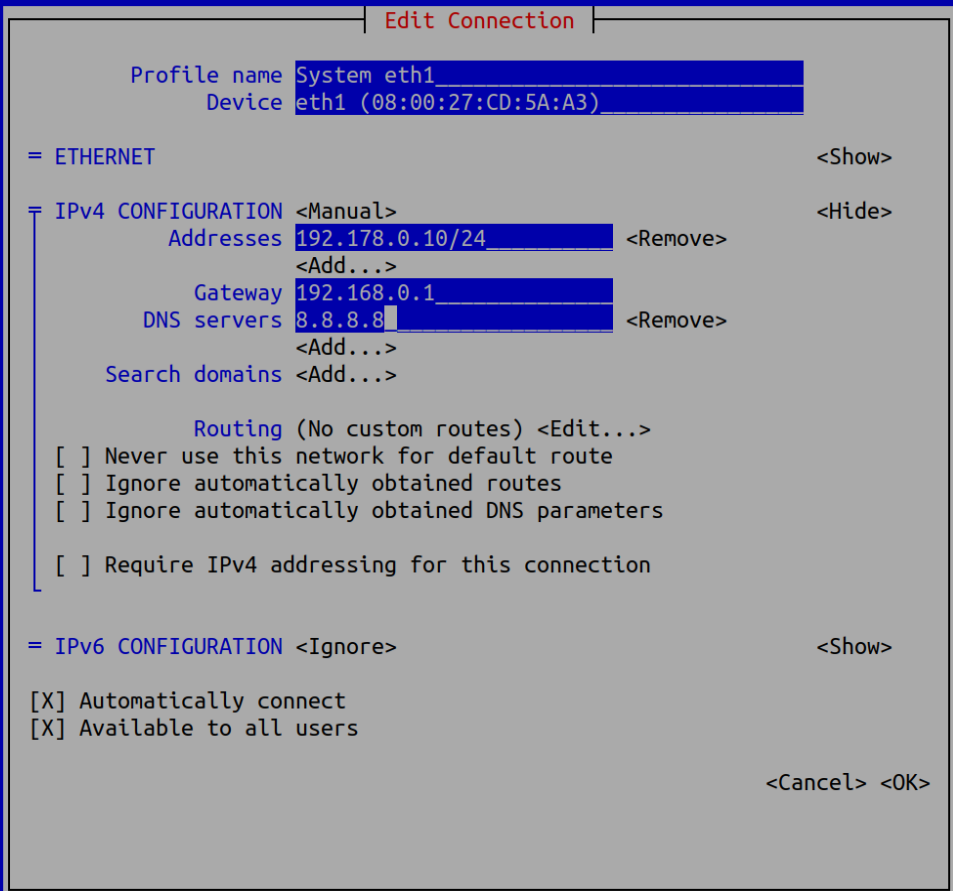 Edit Connection
Profile name System eth1
Device eth1 (08:00:27:CD:5A:A3)
= ETHERNET <Show>
= IPv4 CONFIGURATION <Manual> <Hide>
Addresses 192.178.0.10/24 <Remove>
<Add...>
Gateway 192.168.0.1
DNS servers 8.8.8.8 <Remove>
<Add...>
Search domains <Add...>
Routing (No custom routes) <Edit...>
[ ] Never use this network for default route
[ ] Ignore automatically obtained routes
[ ] Ignore automatically obtained DNS parameters
[ ] Require IPv4 addressing for this connection
= IPv6 CONFIGURATION <Ignore> <Show>
[X] Automatically connect
[X] Available to all users
<Cancel> <OK>